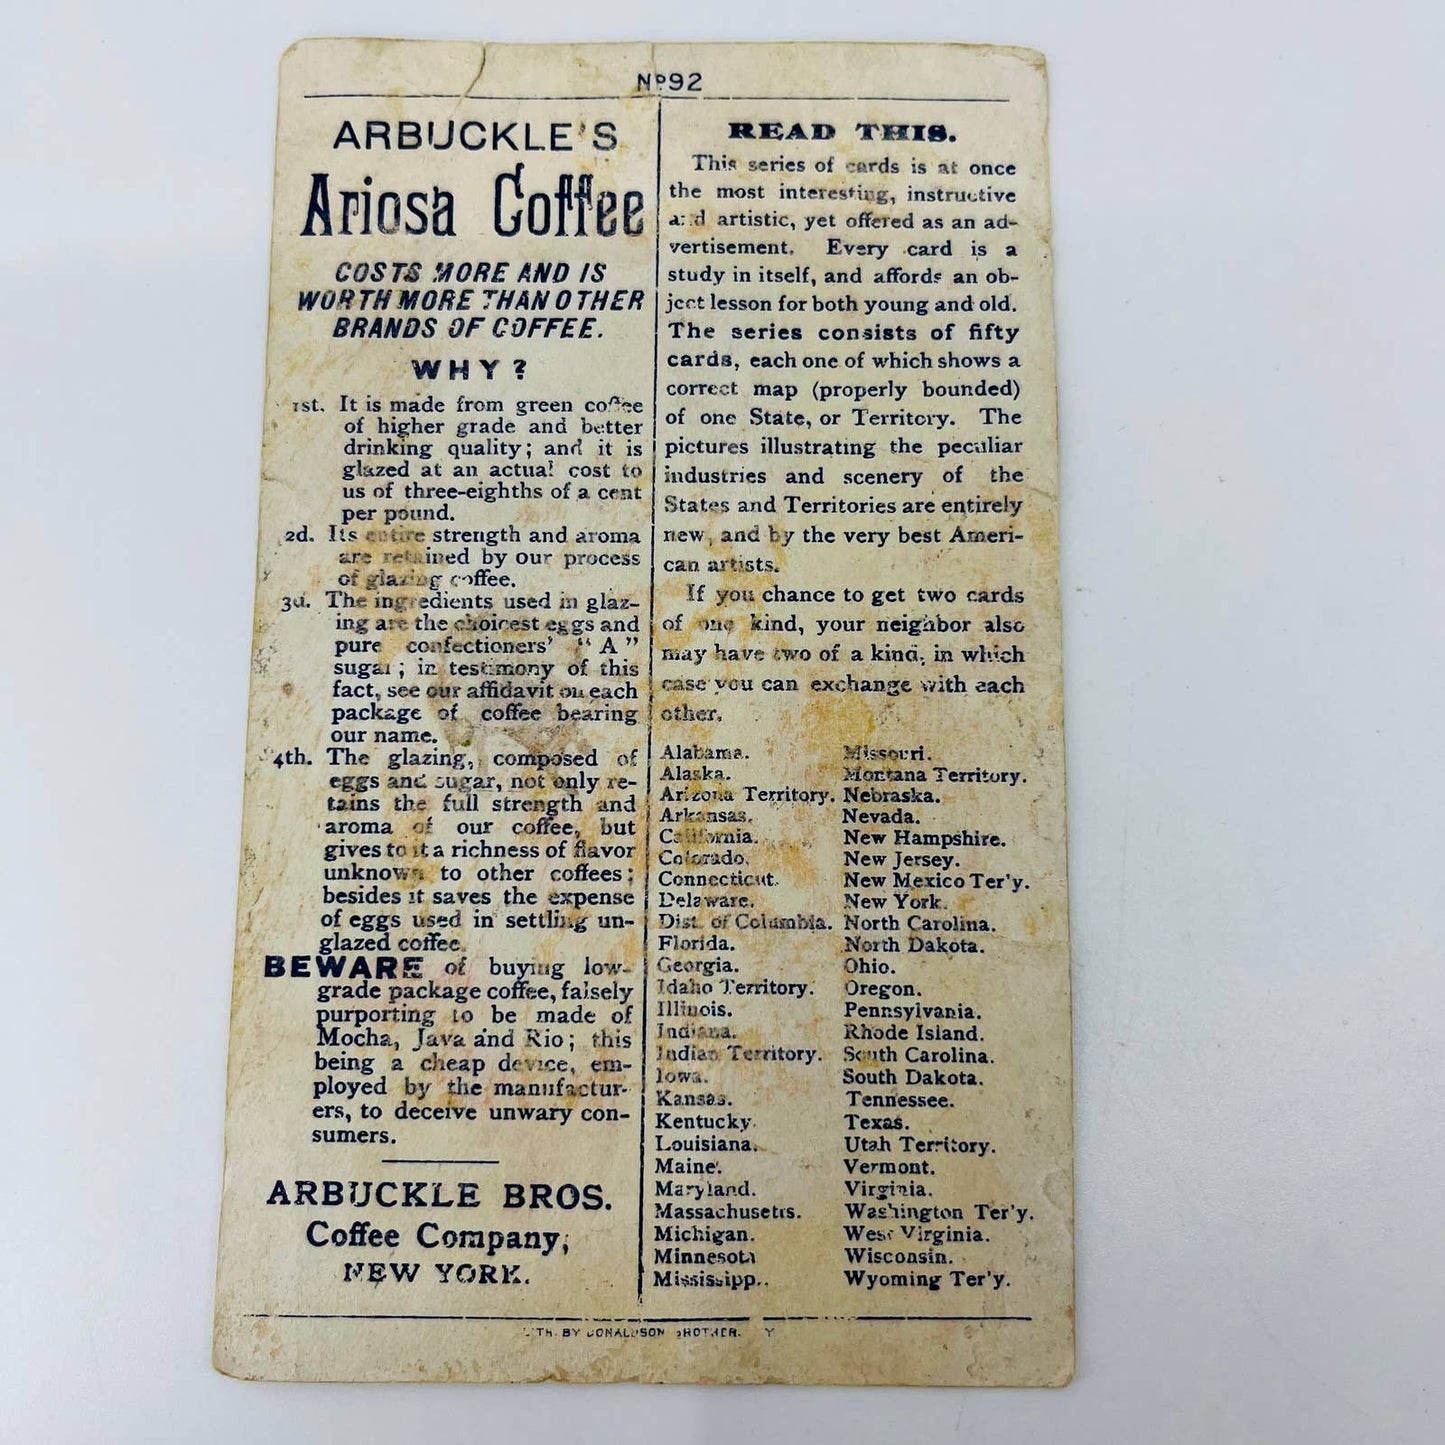 No92
ARBUCKLE'S
Ariosa Coffee
COSTS MORE AND IS
WORTH MORE THAN OTHER
BRANDS OF COFFEE.
WHY?
1st. It is made from green coffee
of higher grade and better
drinking quality; and it is
glazed at an actual cost to
us of three-eighths of a cent
per pound.
2d. Its entire strength and aroma
are retained by our process
of glazing coffee.
3d. The ingredients used in glaz-
ing are the choicest eggs and
pure confectioners' "A"
sugar; in testimony of this
fact, see our affidavit on each
package of coffee bearing
our name.
4th. The glazing, composed of
eggs and sugar, not only re-
tains the full strength and
aroma of our coffee, but
gives to it a richness of flavor
unknown to other coffees;
besides it saves the expense
of eggs used in settling un-
glazed coffee.
BEWARE of buying low-
grade package coffee, falsely
purporting to be made of
Mocha, Java and Rio; this
being a cheap device, em-
ployed by the manufactur-
ers, to deceive unwary con-
sumers.
ARBUCKLE BROS.
Coffee Company,
NEW YORK.
READ THIS.
This series of cards is at once
the most interesting, instructive
and artistic, yet offered as an ad-
vertisement. Every card is a
study in itself, and affords an ob-
ject lesson for both young and old.
The series consists of fifty
cards, each one of which shows a
correct map (properly bounded)
of one State, or Territory. The
pictures illustrating the peculiar
industries and scenery of the
States and Territories are entirely
new, and by the very best Ameri-
can artists.
If you chance to get two cards
of one kind, your neighbor also
may have two of a kind, in which
case you can exchange with each
other.
Alabama.
Alaska.
Arizona Territory.
Arkansas.
California.
Colorado.
Connecticut.
Delaware.
Dist. of Columbia.
Florida.
Georgia.
Idaho Territory.
Illinois.
Indiana.
Indian Territory.
Iowa.
Kansas.
Kentucky.
Louisiana.
Maine.
Maryland.
Massachusetts.
Michigan.
Minnesota
Mississipp..
Missouri.
Montana Territory.
Nebraska.
Nevada.
New Hampshire.
New Jersey.
New Mexico Ter'y.
New York.
North Carolina.
North Dakota.
Ohio.
Oregon.
Pennsylvania.
Rhode Island.
South Carolina.
South Dakota.
Tennessee.
Texas.
Utah Territory.
Vermont.
Virginia.
Washington Ter'y.
West Virginia.
Wisconsin.
Wyoming Ter'y.
LITH. BY DONALDSON BROTHER. Y